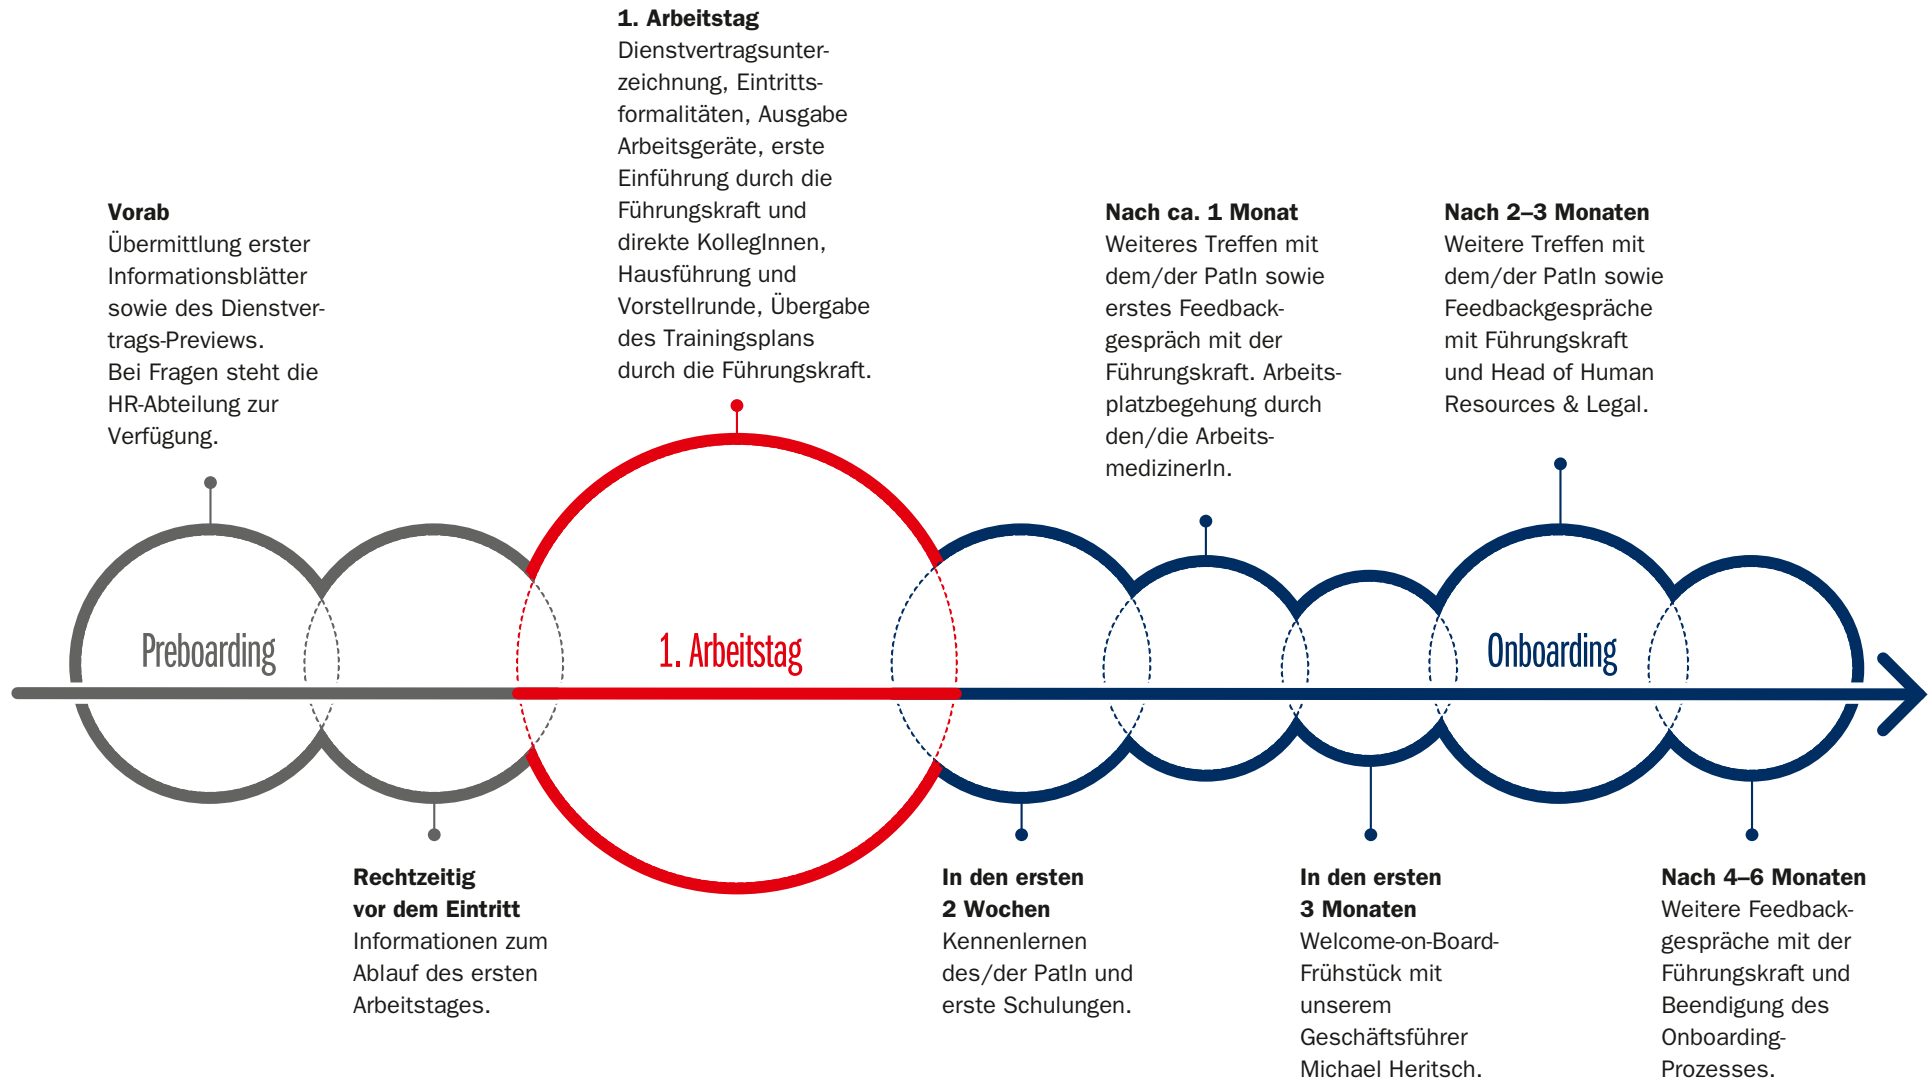 1. Arbeitstag
Dienstvertragsunter-
zeichnung, Eintritts-
formalitäten, Ausgabe
Arbeitsgeräte, erste
Einführung durch die
Führungskraft und
direkte KollegInnen,
Hausführung und
Vorstellrunde, Übergabe
des Trainingsplans
durch die Führungskraft.
Vorab
Übermittlung erster
Informationsblätter
sowie des Dienstver-
trags-Previews.
Bei Fragen steht die
HR-Abteilung zur
Verfügung.
Nach ca. 1 Monat
Weiteres Treffen mit
dem/der PatIn sowie
erstes Feedback-
gespräch mit der
Führungskraft. Arbeits-
platzbegehung durch
den/die Arbeits-
medizinerIn.
Nach 2–3 Monaten
Weitere Treffen mit
dem/der PatIn sowie
Feedbackgespräche
mit Führungskraft
und Head of Human
Resources & Legal.
Preboarding
1. Arbeitstag
Onboarding
Rechtzeitig
vor dem Eintritt
Informationen zum
Ablauf des ersten
Arbeitstages.
In den ersten
2 Wochen
Kennenlernen
des/der PatIn und
erste Schulungen.
In den ersten
3 Monaten
Welcome-on-Board-
Frühstück mit
unserem
Geschäftsführer
Michael Heritsch.
Nach 4–6 Monaten
Weitere Feedback-
gespräche mit der
Führungskraft und
Beendigung des
Onboarding-
Prozesses.